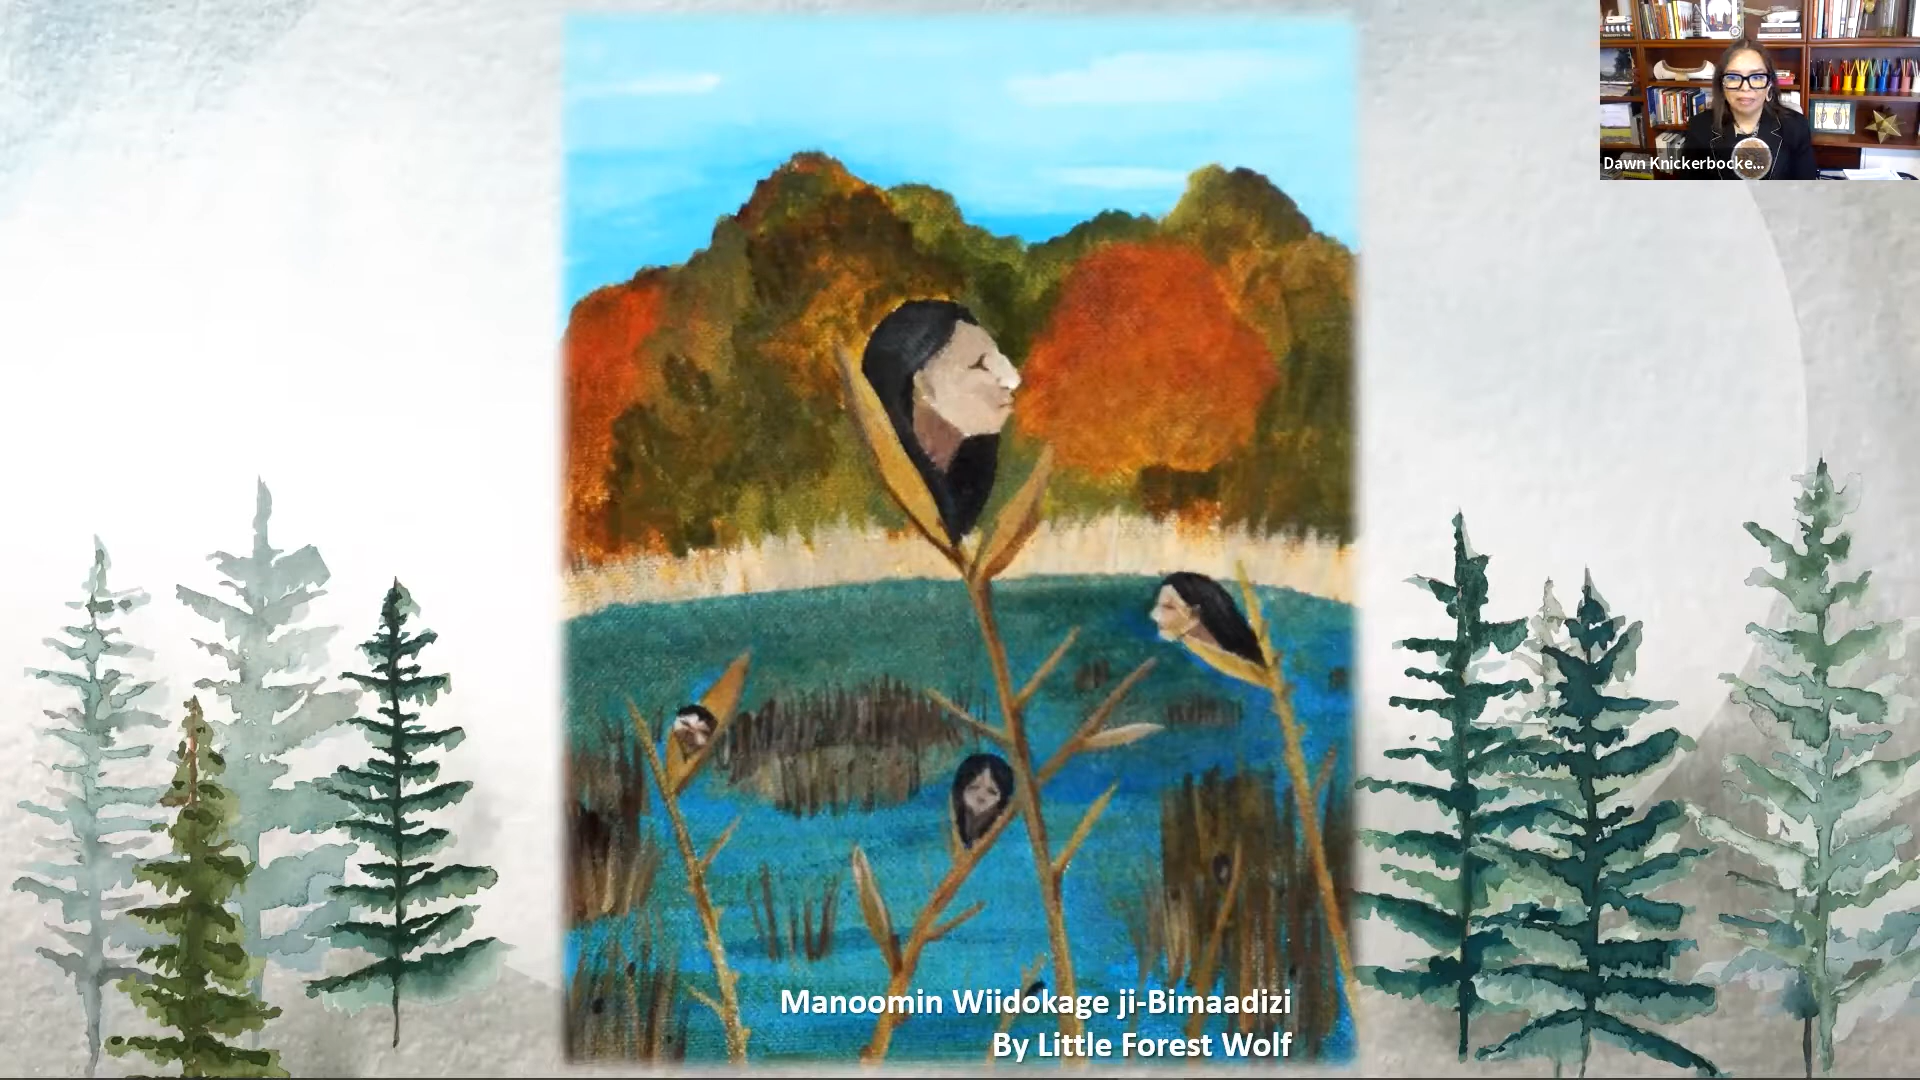 Dawn Knickerbocke...
Manoomin Wiidokage ji-Bimaadizi
By Little Forest Wolf